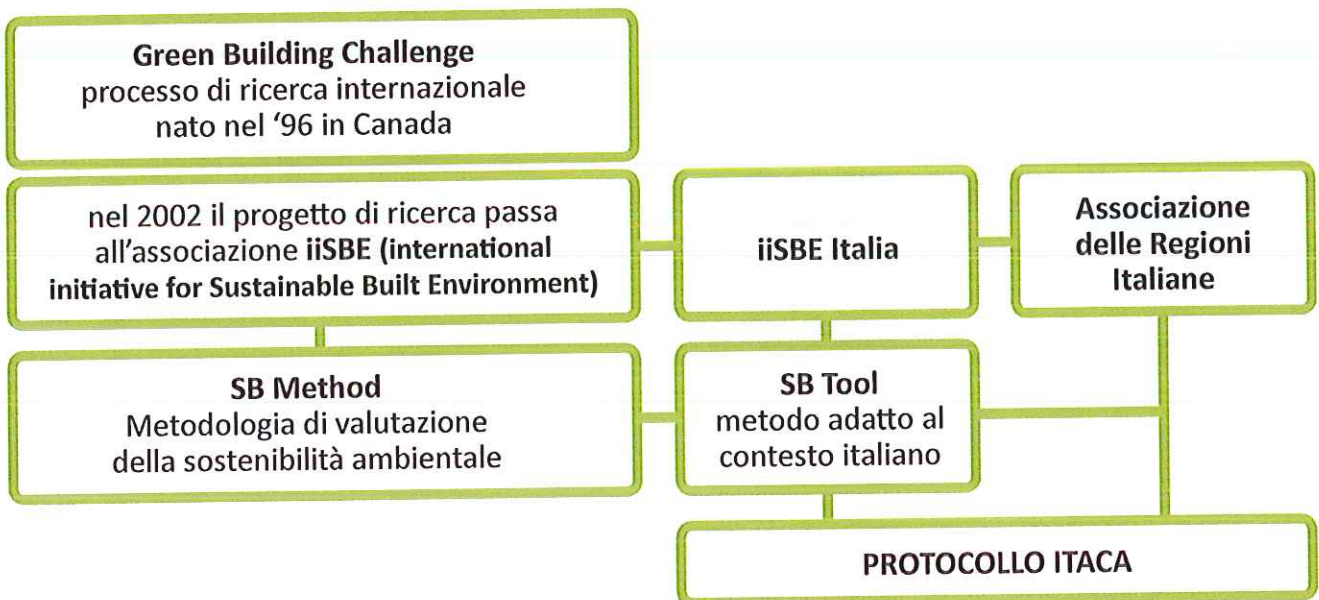 Green Building Challenge
processo di ricerca internazionale
nato nel ‘96 in Canada
nel 2002 il progetto di ricerca passa
all’associazione iiSBE (international
initiative for Sustainable Built Environment)
iiSBE Italia
Associazione
delle Regioni
Italiane
SB Method
Metodologia di valutazione
della sostenibilità ambientale
SB Tool
metodo adatto al
contesto italiano
PROTOCOLLO ITACA